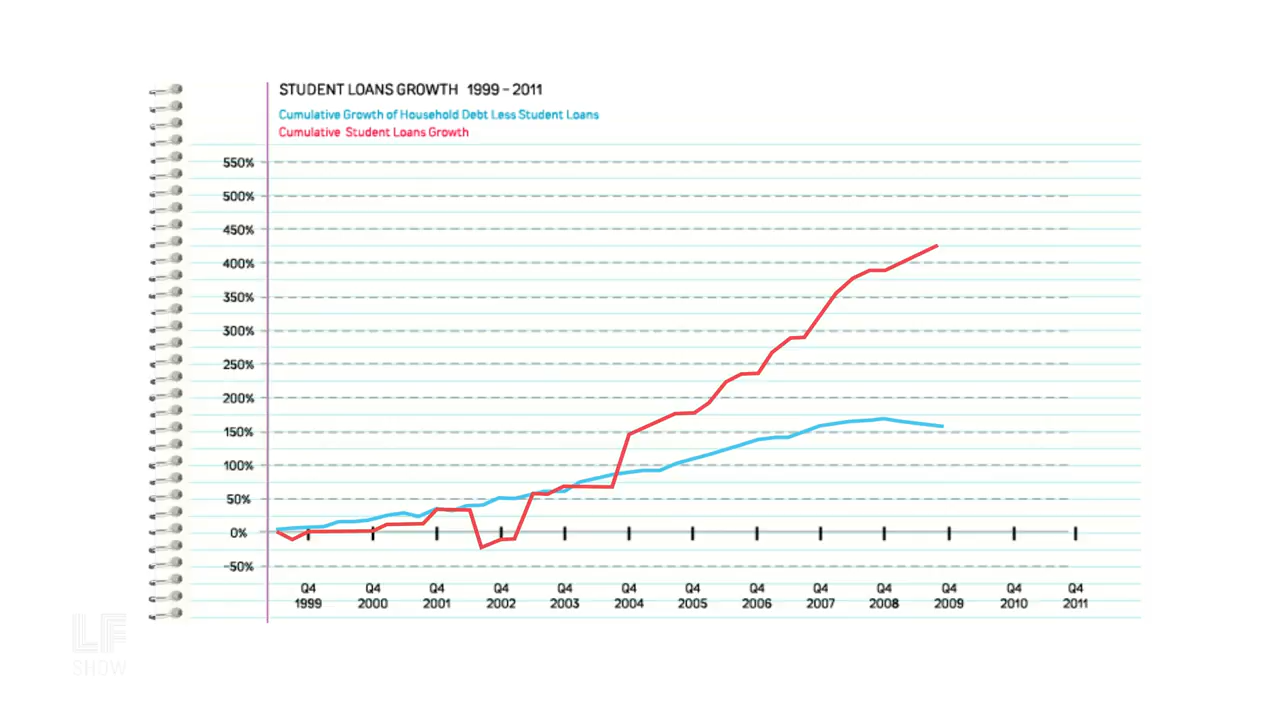 STUDENT LOANS GROWTH 1999 - 2011
Cumulative Growth of Household Debt Less Student Loans
Cumulative Student Loans Growth
550%
500%
450%
400%
350%
300%
250%
200%
150%
100%
50%
0%
-50%
Q4 Q4 Q4 Q4 Q4 Q4 Q4 Q4 Q4 Q4 Q4 Q4 Q4
1999 2000 2001 2002 2003 2004 2005 2006 2007 2008 2009 2010 2011
LF
SHOW